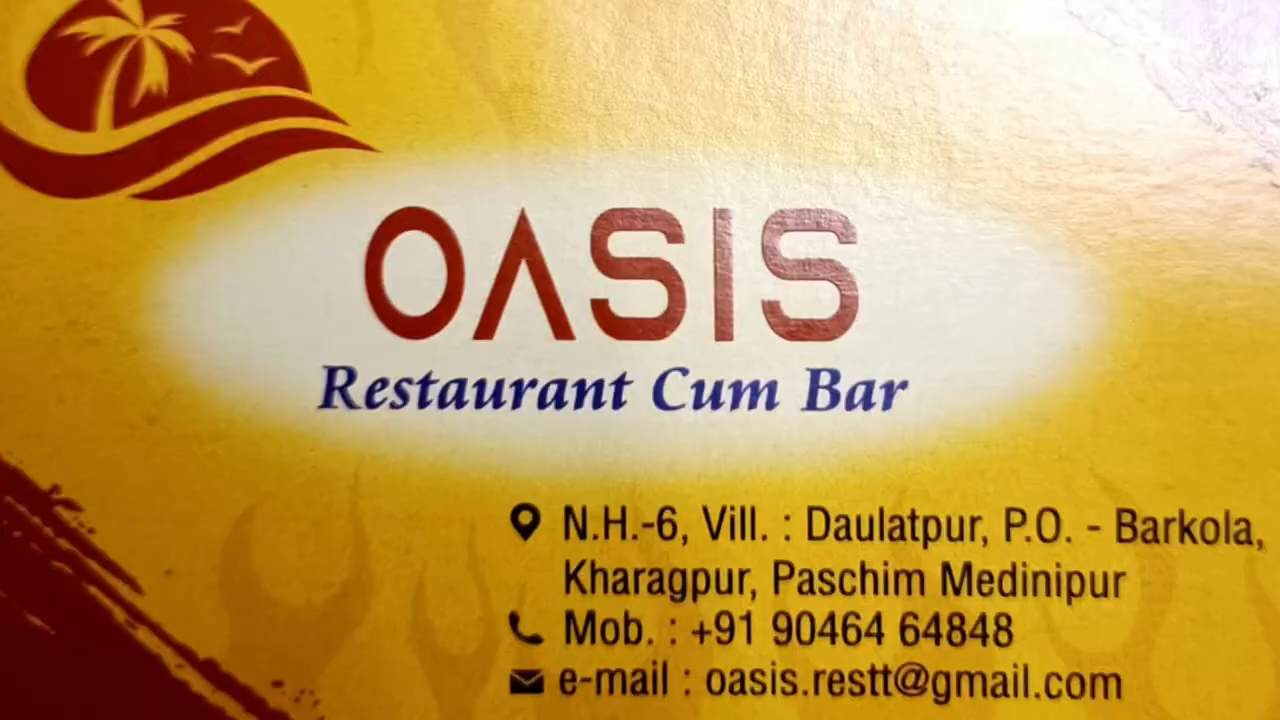 OASIS
Restaurant Cum Bar
N.H.-6, Vill. : Daulatpur, P.O. - Barkola,
Kharagpur, Paschim Medinipur
Mob. : +91 90464 64848
e-mail : oasis.restt@gmail.com